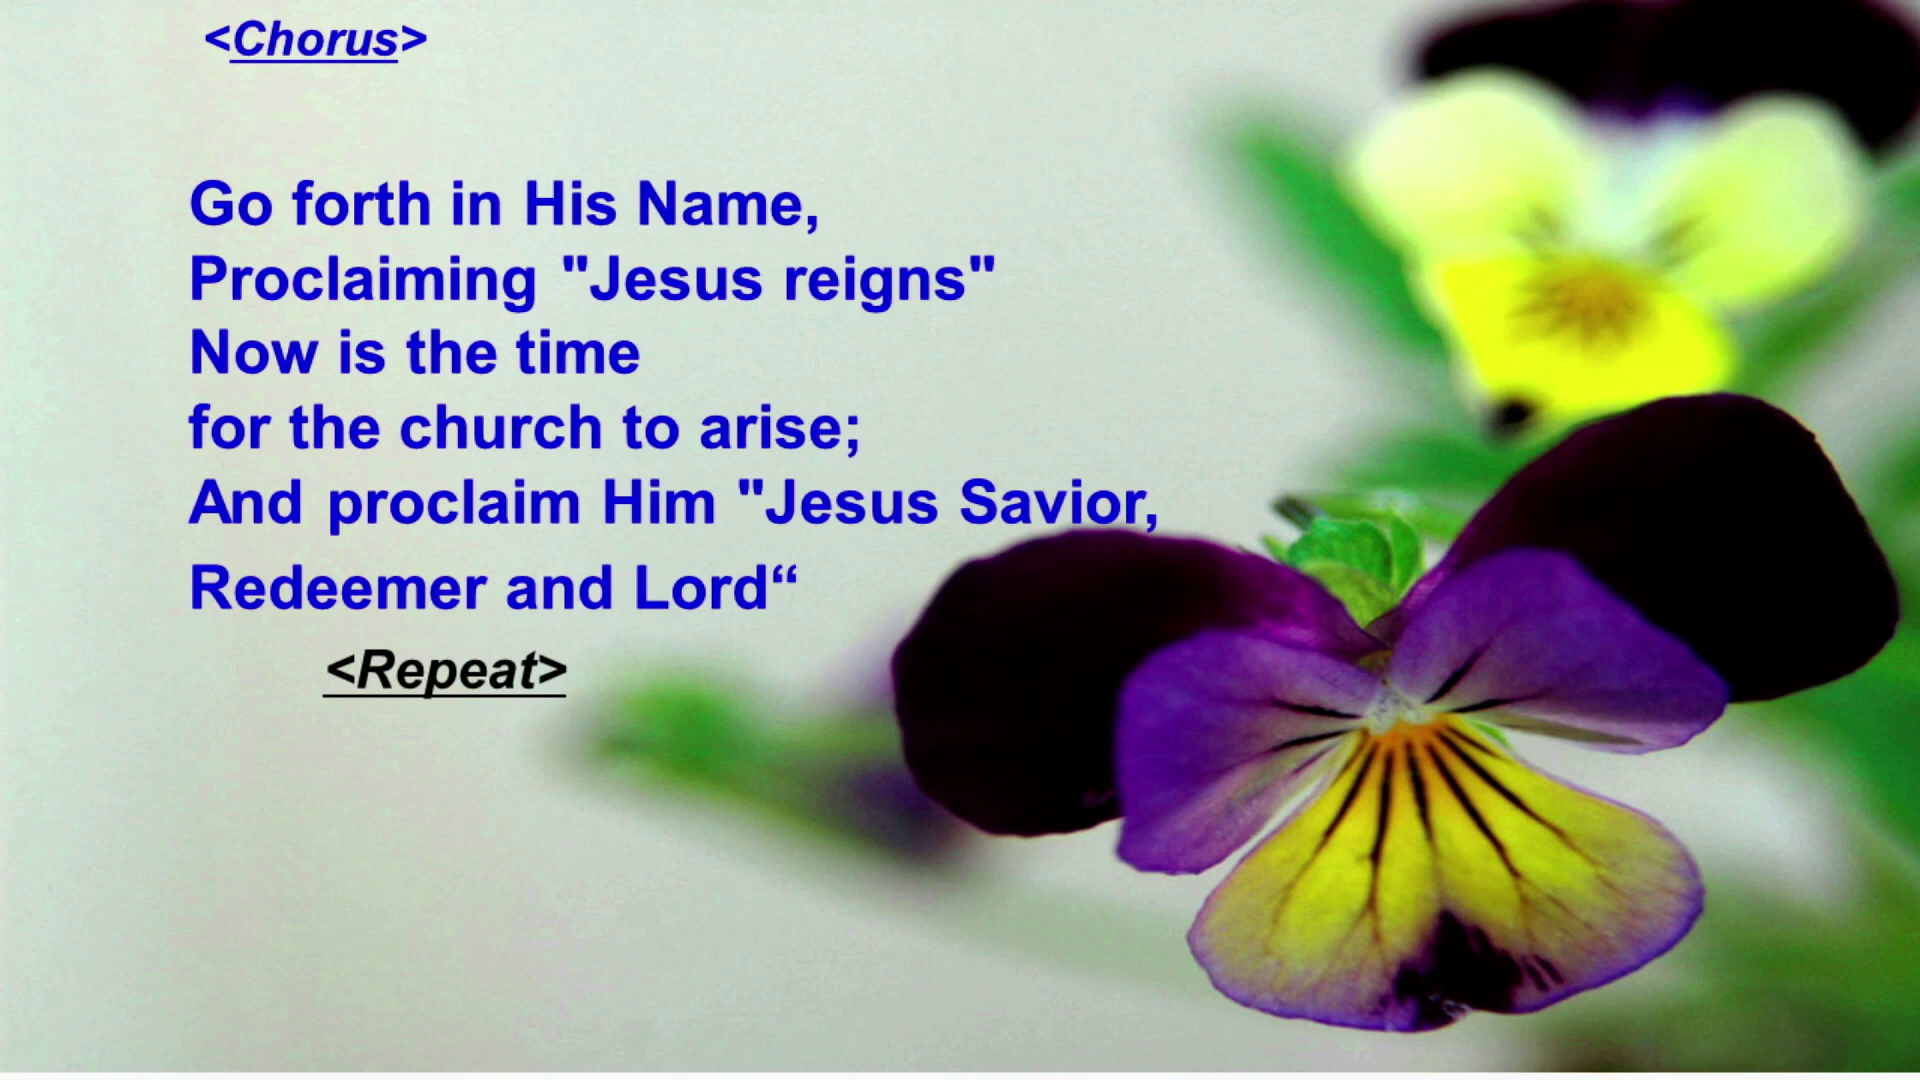 <Chorus>
Go forth in His Name,
Proclaiming "Jesus reigns"
Now is the time
for the church to arise;
And proclaim Him "Jesus Savior,
Redeemer and Lord“
<Repeat>